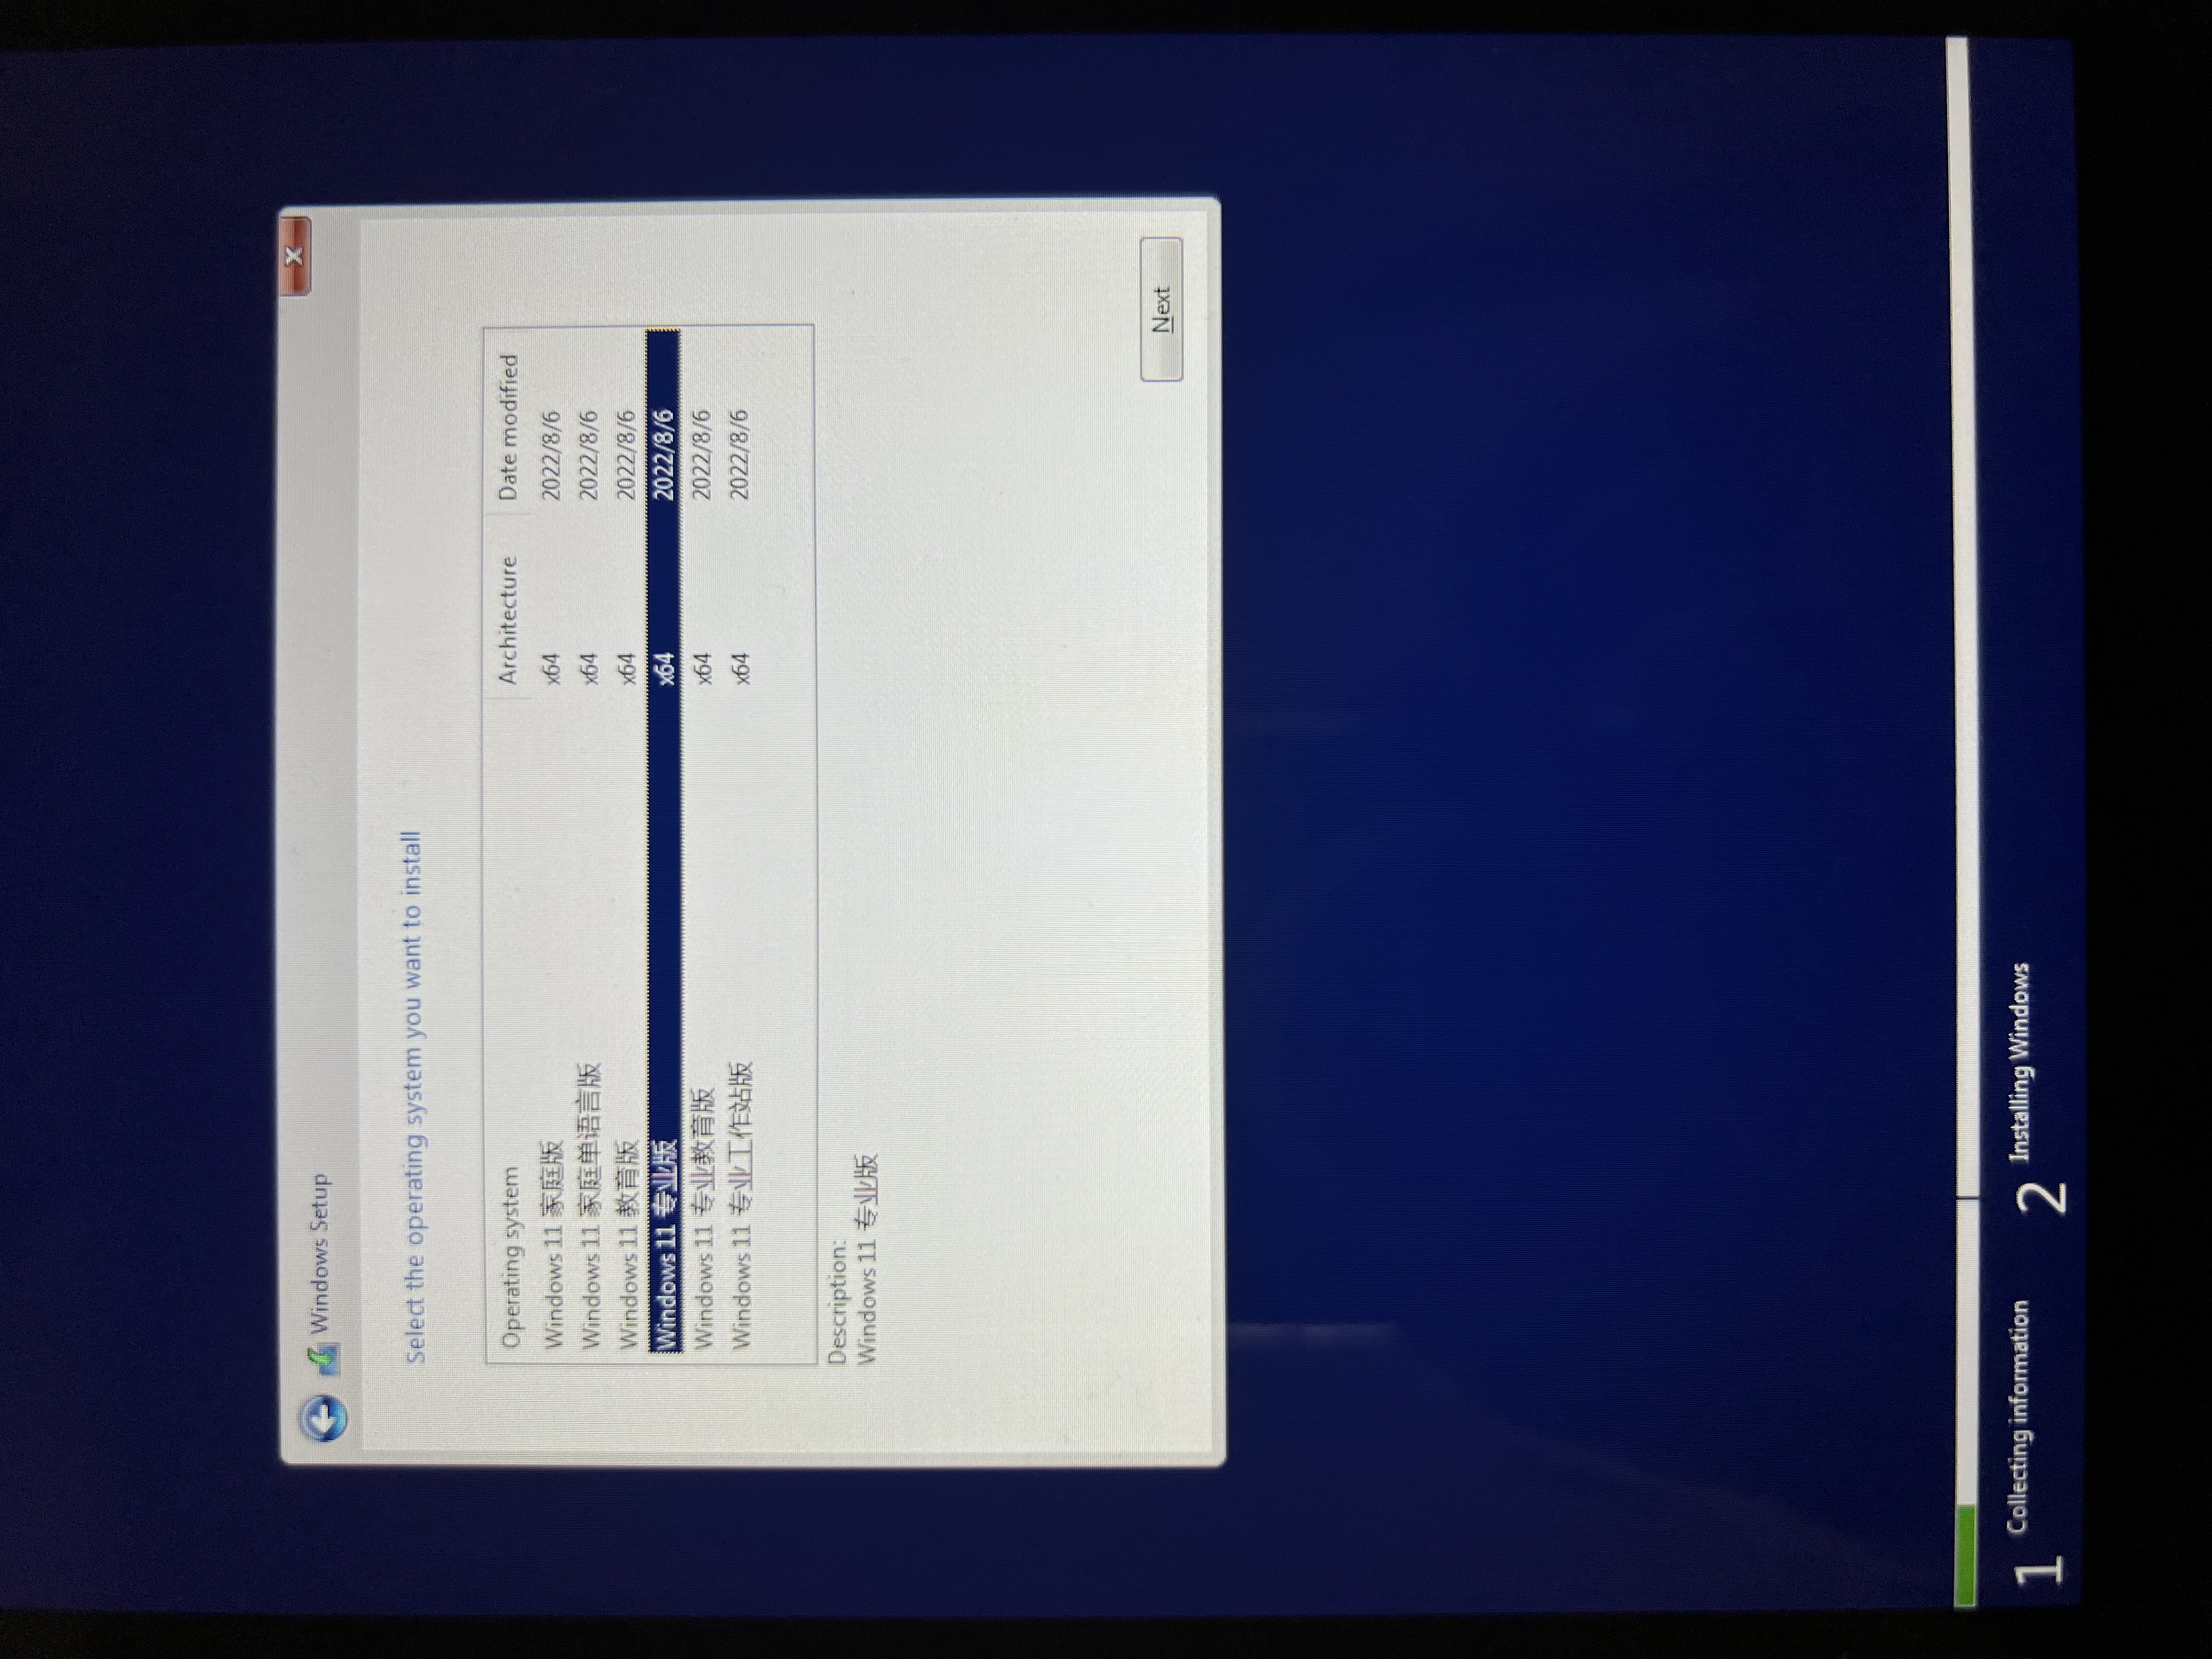 Windows Setup
Select the operating system you want to install
Operating system Architecture Date modified
Windows 11 家庭版 x64 2022/8/6
Windows 11 家庭单语言版 x64 2022/8/6
Windows 11 教育版 x64 2022/8/6
Windows 11 专业版 x64 2022/8/6
Windows 11 专业教育版 x64 2022/8/6
Windows 11 专业工作站版 x64 2022/8/6
Description:
Windows 11 专业版
Next
1 Collecting information 2 Installing Windows